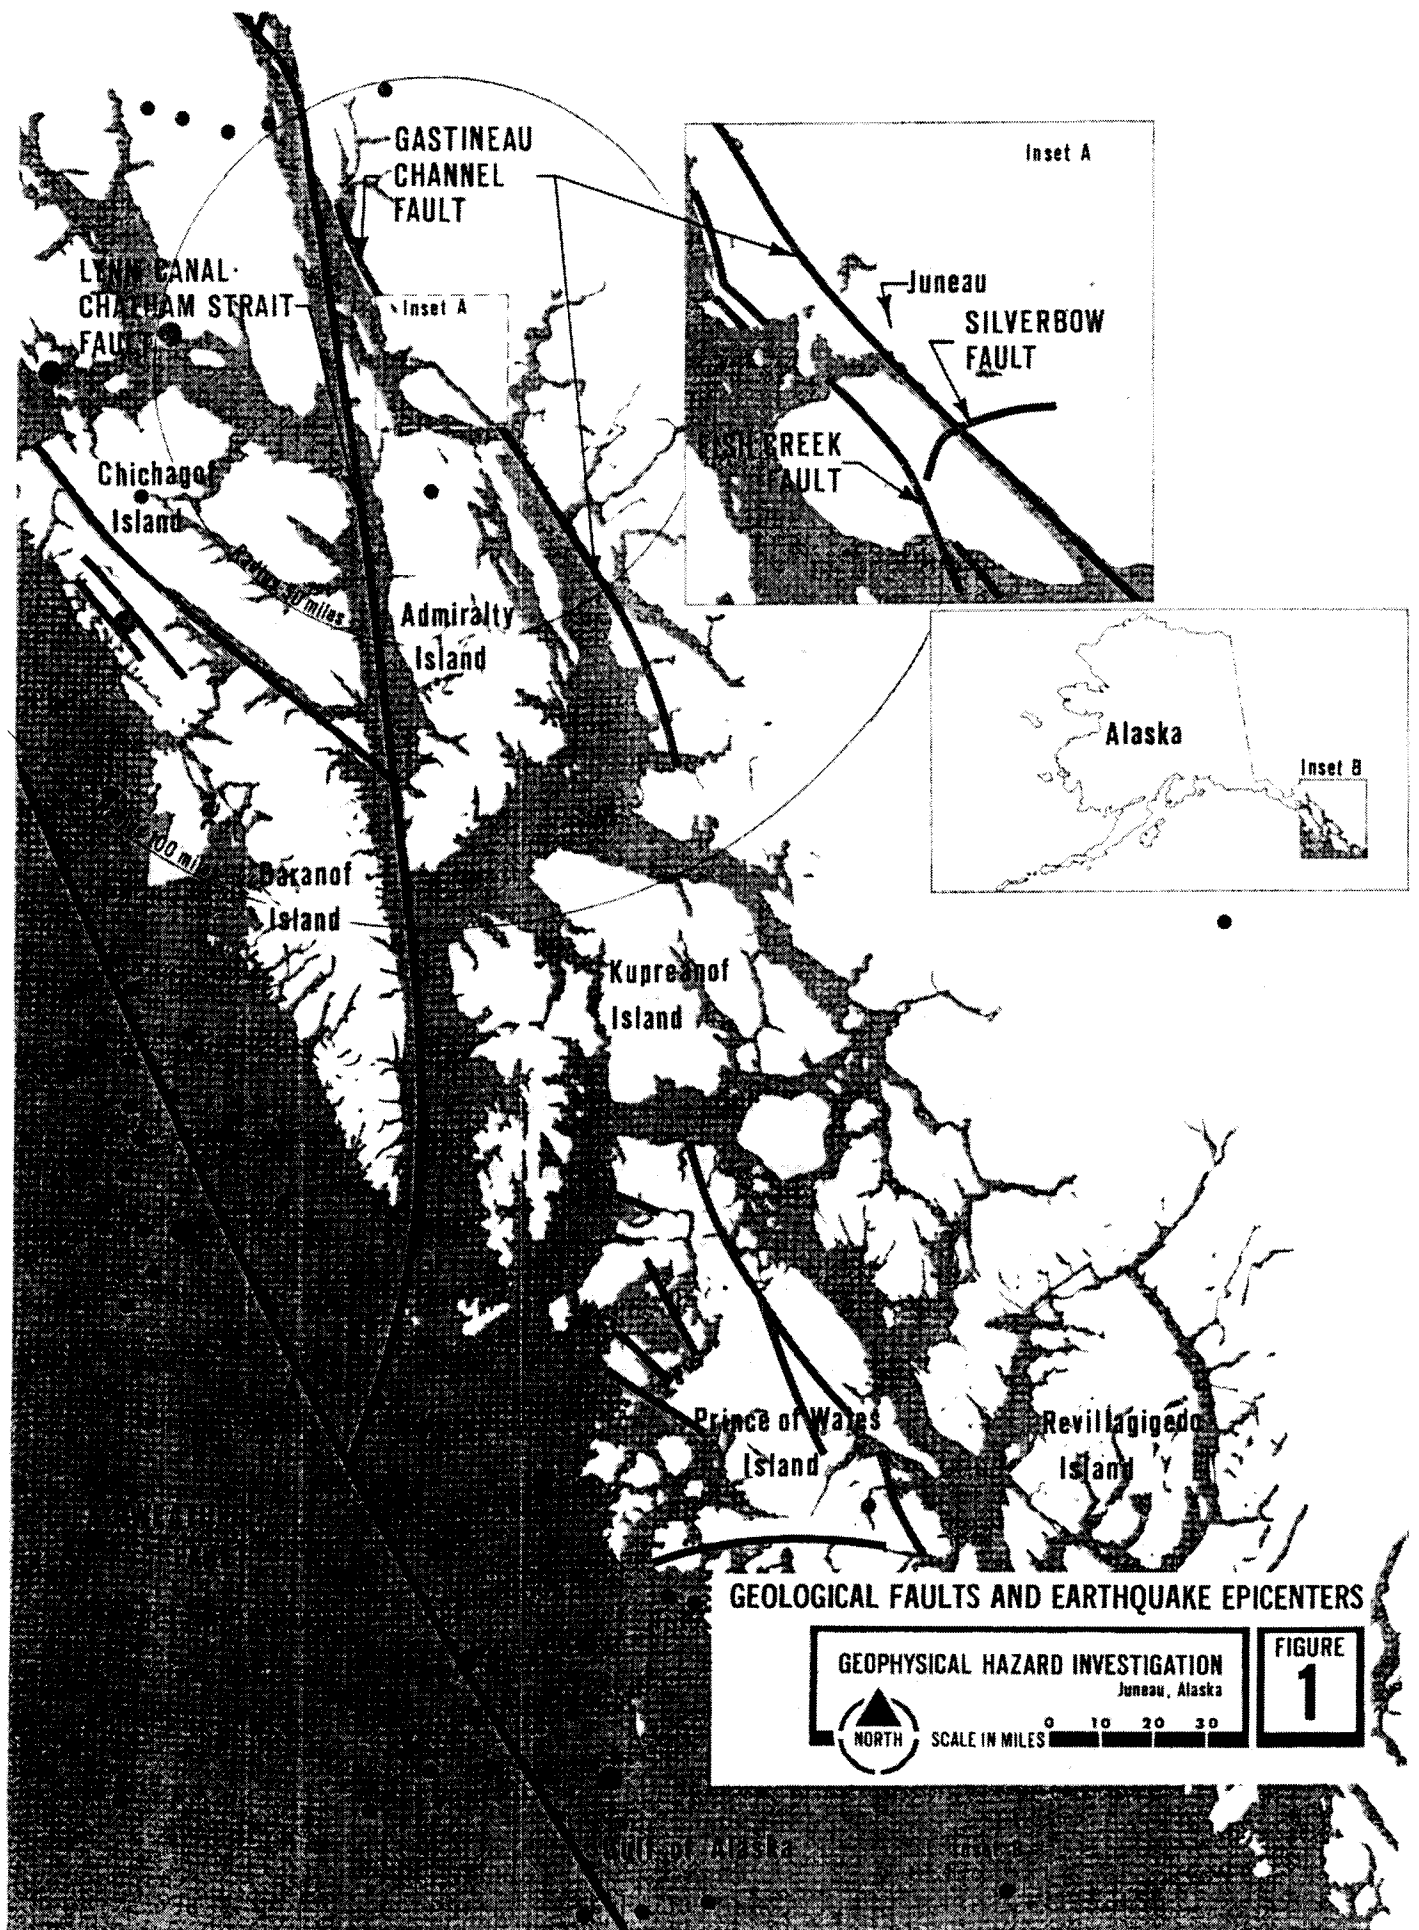 GASTINEAU
CHANNEL
FAULT
Inset A
Juneau
SILVERBOW
FAULT
LYNN CANAL-
CHATHAM STRAIT
FAULT
Inset A
FISH CREEK
FAULT
Chichagof
Island
Radius 50 miles
Admiralty
Island
Alaska
Inset B
100 miles
Baranof
Island
Kupreanof
Island
Prince of Wales
Island
Revillagigedo
Island
GEOLOGICAL FAULTS AND EARTHQUAKE EPICENTERS
GEOPHYSICAL HAZARD INVESTIGATION
Juneau, Alaska
NORTH
SCALE IN MILES
0 10 20 30
FIGURE
1
Gulf of Alaska
Inset B